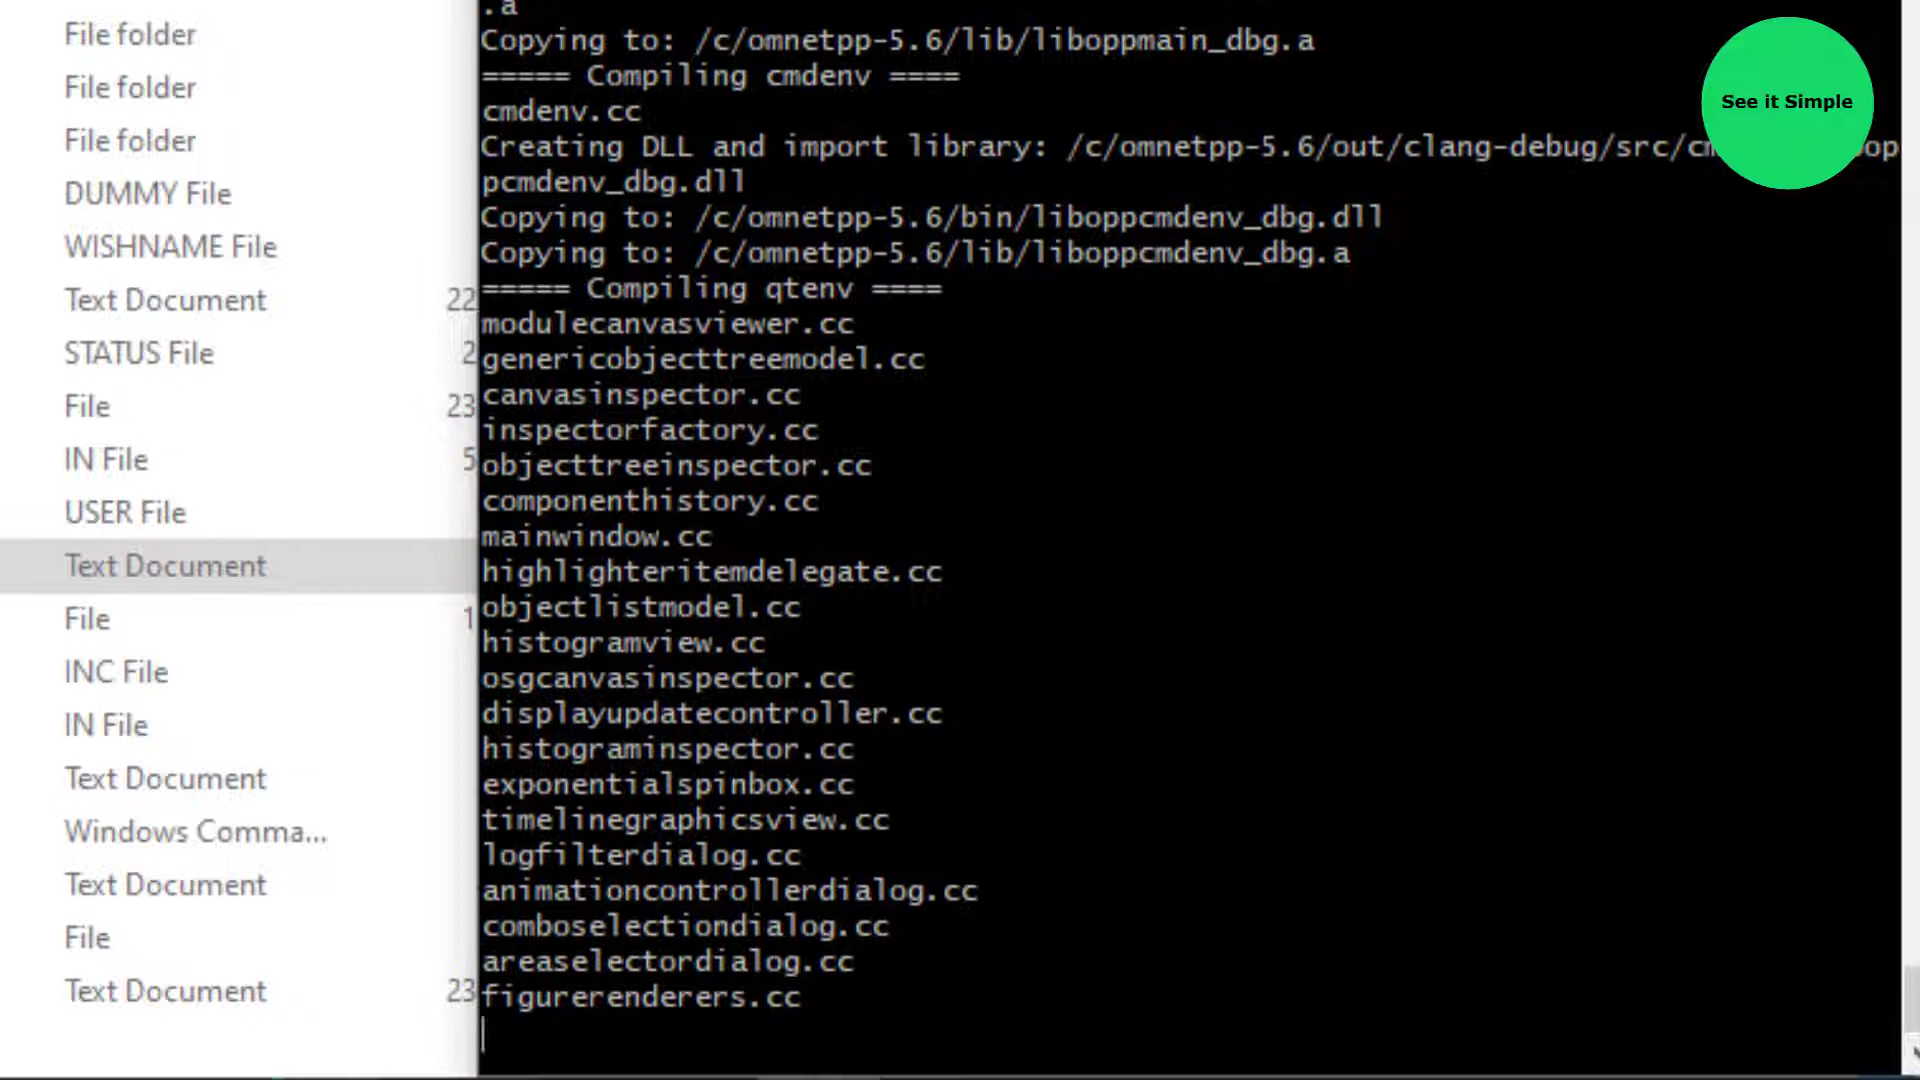 File folder
File folder
File folder
DUMMY File
WISHNAME File
Text Document 22
STATUS File 2
File 23
IN File 5
USER File
Text Document
File 1
INC File
IN File
Text Document
Windows Comma...
Text Document
File
Text Document 23
.a
Copying to: /c/omnetpp-5.6/lib/liboppmain_dbg.a
===== Compiling cmdenv ====
cmdenv.cc
Creating DLL and import library: /c/omnetpp-5.6/out/clang-debug/src/c
pcmdenv_dbg.dll
Copying to: /c/omnetpp-5.6/bin/liboppcmdenv_dbg.dll
Copying to: /c/omnetpp-5.6/lib/liboppcmdenv_dbg.a
===== Compiling qtenv ====
modulecanvasviewer.cc
genericobjecttreemodel.cc
canvasinspector.cc
inspectorfactory.cc
objecttreeinspector.cc
componenthistory.cc
mainwindow.cc
highlighteritemdelegate.cc
objectlistmodel.cc
histogramview.cc
osgcanvasinspector.cc
displayupdatecontroller.cc
histograminspector.cc
exponentialspinbox.cc
timelinegraphicsview.cc
logfilterdialog.cc
animationcontrollerdialog.cc
comboselectiondialog.cc
areaselectordialog.cc
figurerenderers.cc
See it Simple